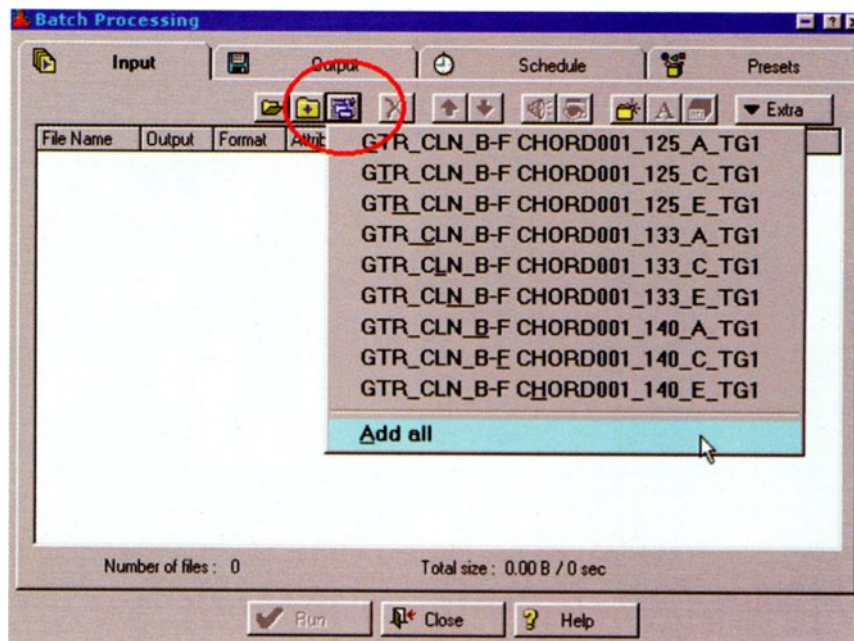 Batch Processing
Input
Output
Schedule
Presets
Extra
File Name
Output
Format
GTR_CLN_B-F CHORD001_125_A_TG1
GTR_CLN_B-F CHORD001_125_C_TG1
GTR_CLN_B-F CHORD001_125_E_TG1
GTR_CLN_B-F CHORD001_133_A_TG1
GTR_CLN_B-F CHORD001_133_C_TG1
GTR_CLN_B-F CHORD001_133_E_TG1
GTR_CLN_B-F CHORD001_140_A_TG1
GTR_CLN_B-F CHORD001_140_C_TG1
GTR_CLN_B-F CHORD001_140_E_TG1
Add all
Number of files : 0
Total size : 0.00 B / 0 sec
Run
Close
Help